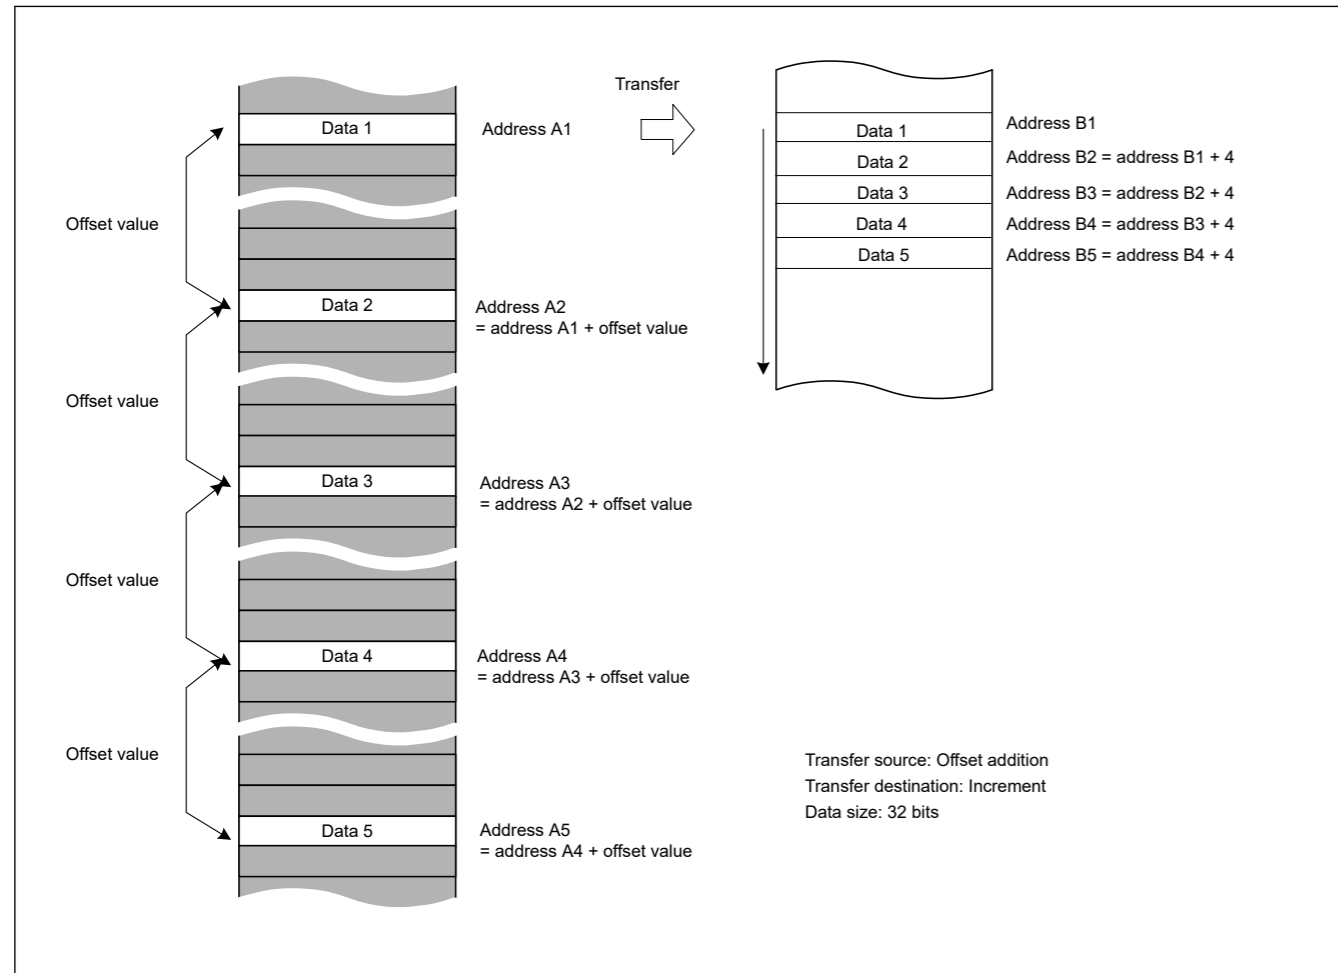 Transfer
Data 1
Address A1
Data 1
Address B1
Data 2
Address B2 = address B1 + 4
Data 3
Address B3 = address B2 + 4
Data 4
Address B4 = address B3 + 4
Data 5
Address B5 = address B4 + 4
Offset value
Data 2
Address A2
= address A1 + offset value
Offset value
Data 3
Address A3
= address A2 + offset value
Offset value
Data 4
Address A4
= address A3 + offset value
Offset value
Data 5
Address A5
= address A4 + offset value
Transfer source: Offset addition
Transfer destination: Increment
Data size: 32 bits